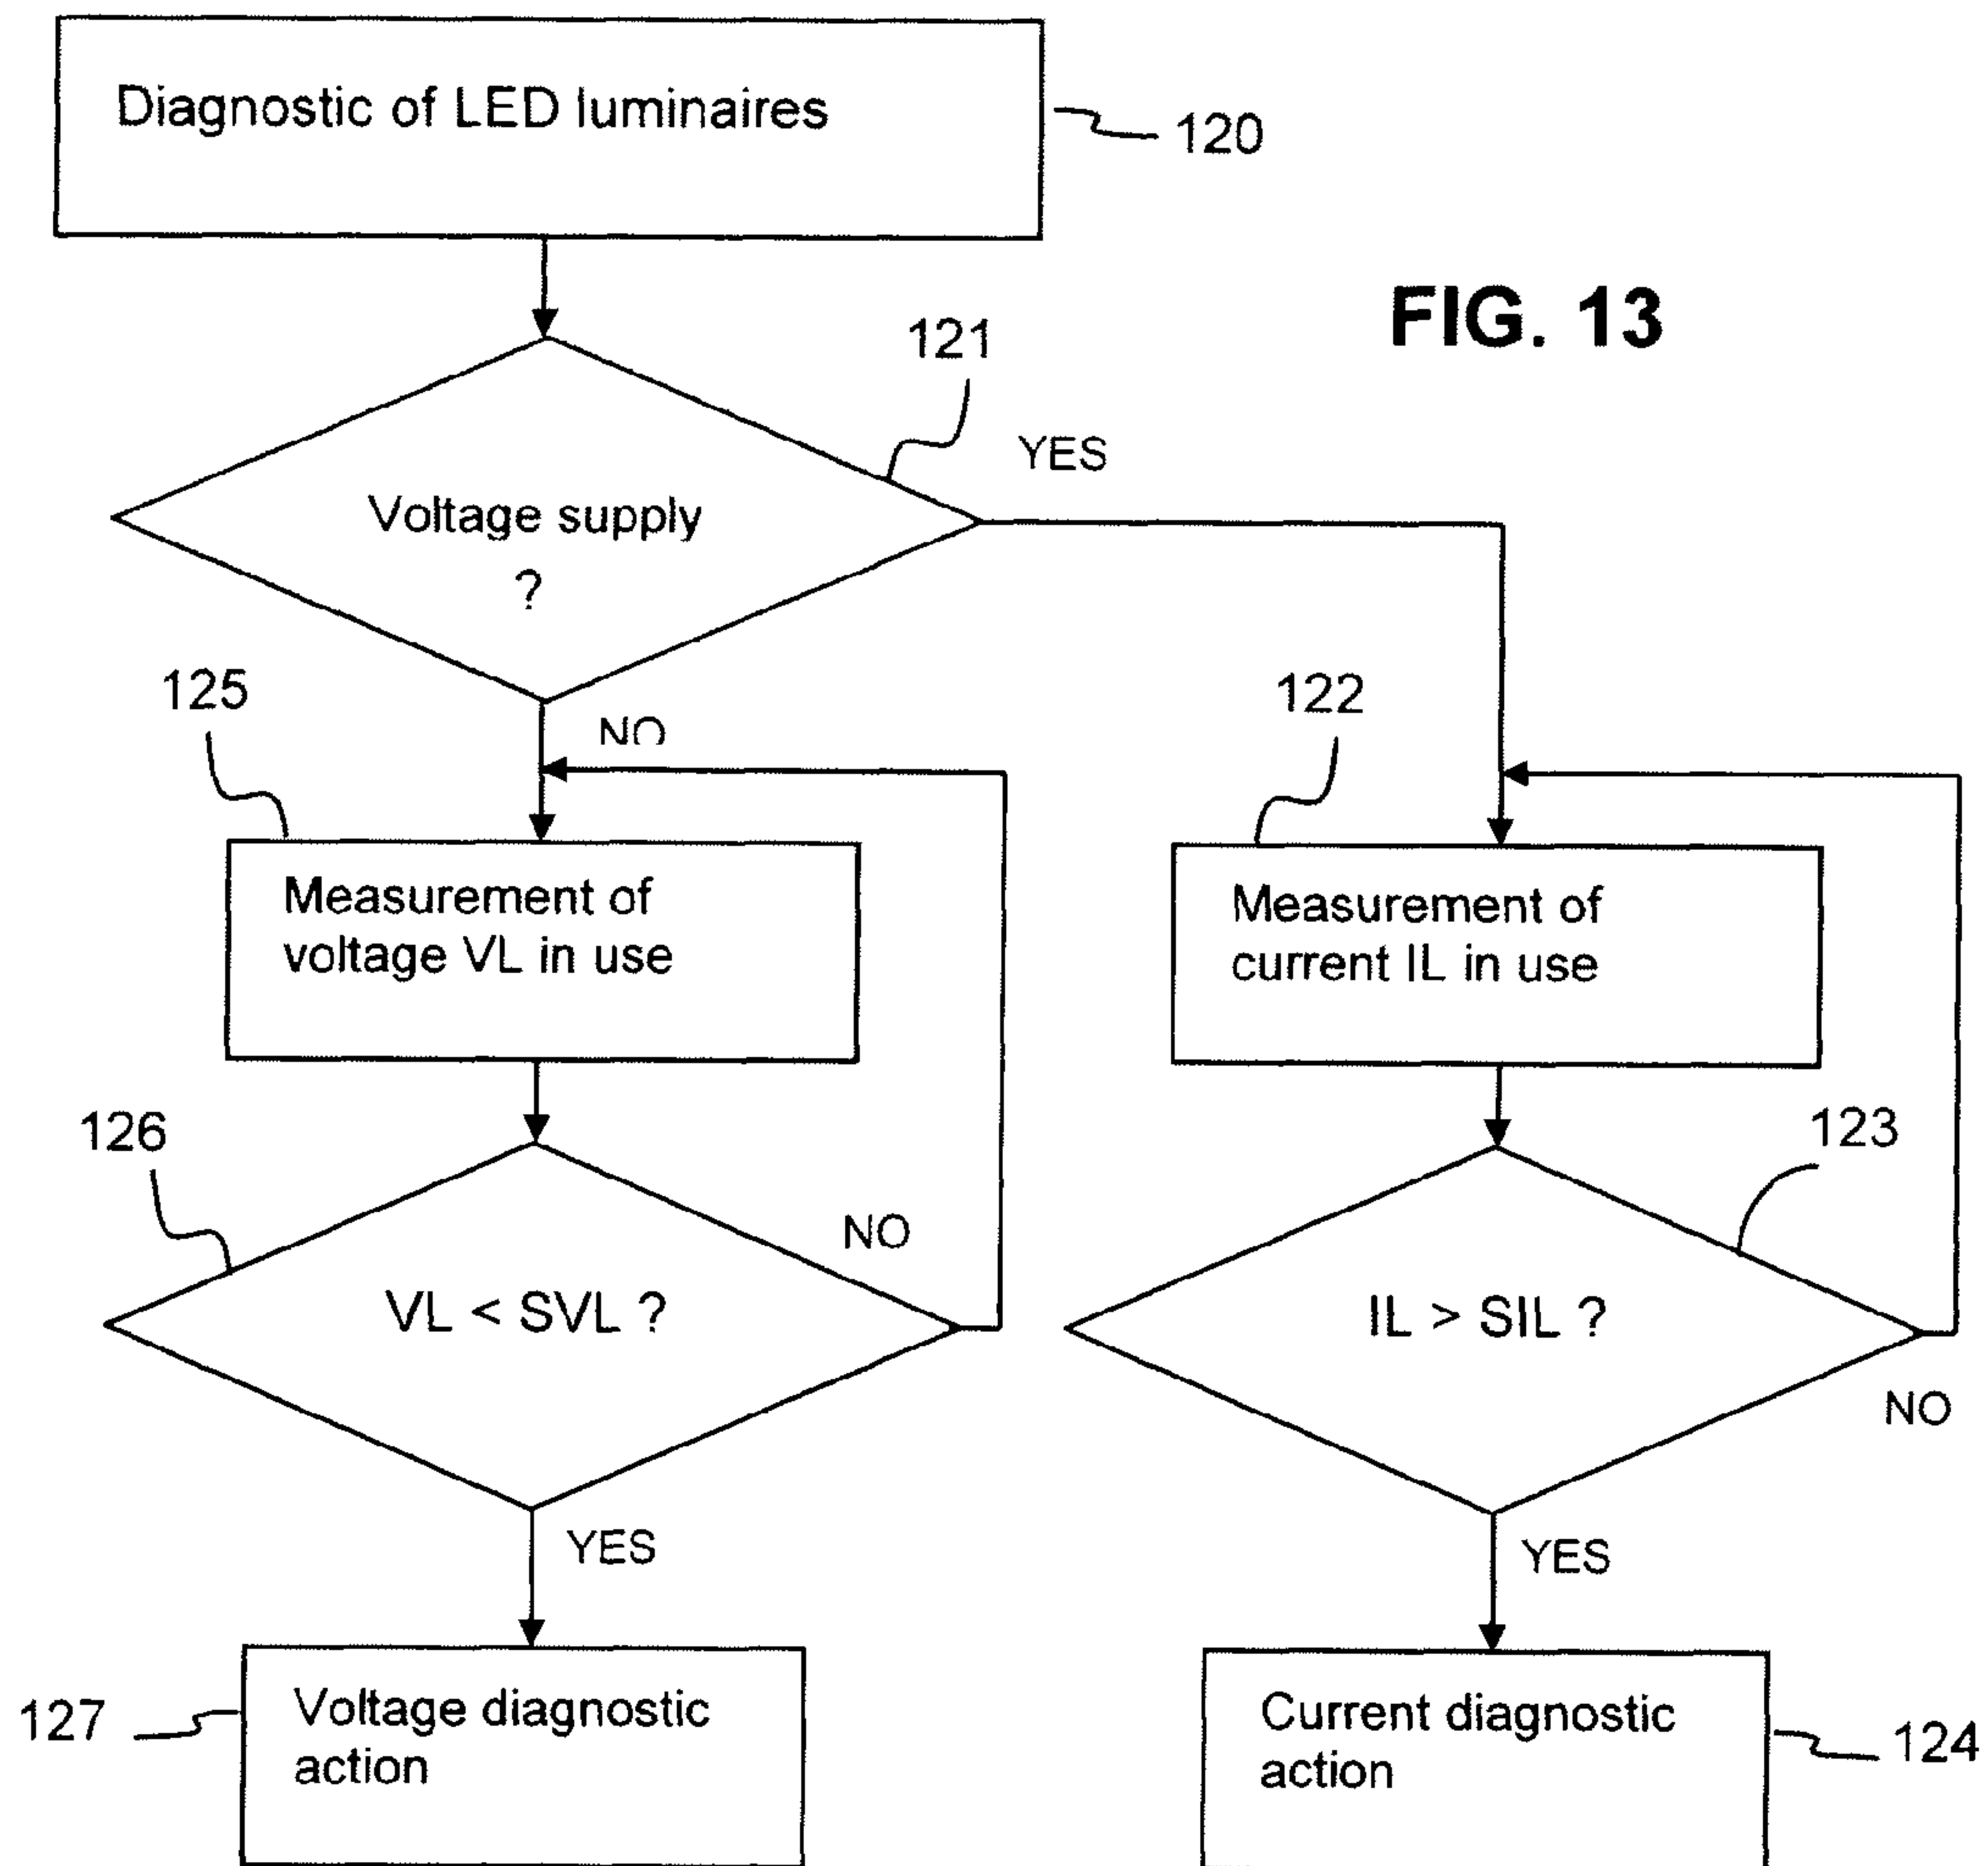 Diagnostic of LED luminaires
120
FIG. 13
121
YES
Voltage supply
?
125
NO
122
Measurement of
voltage VL in use
Measurement of
current IL in use
126
123
NO
VL < SVL ?
IL > SIL ?
NO
YES
YES
127
Voltage diagnostic
action
Current diagnostic
action
124